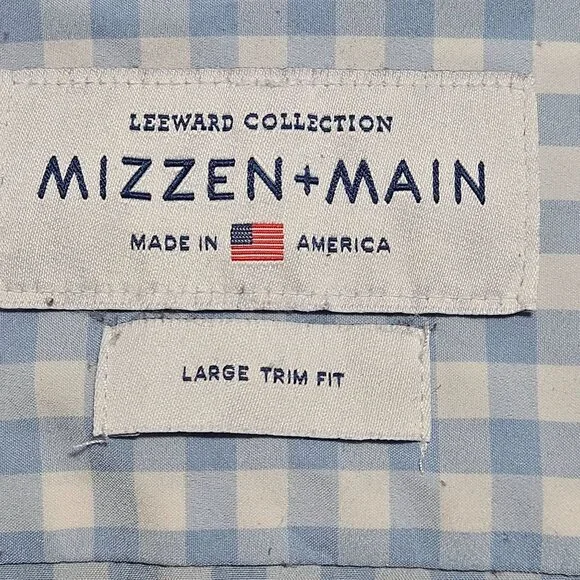 LEEWARD COLLECTION
MIZZEN+MAIN
MADE IN AMERICA
LARGE TRIM FIT